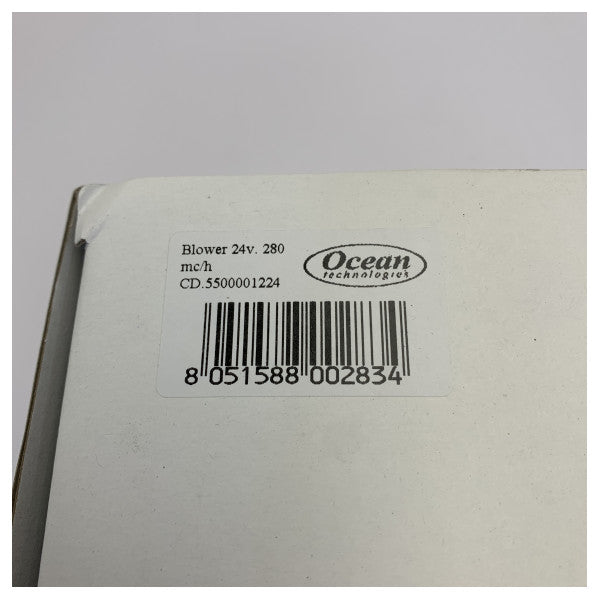 Blower 24v. 280
mc/h
CD.5500001224
Ocean
technologies
8 051588 002834